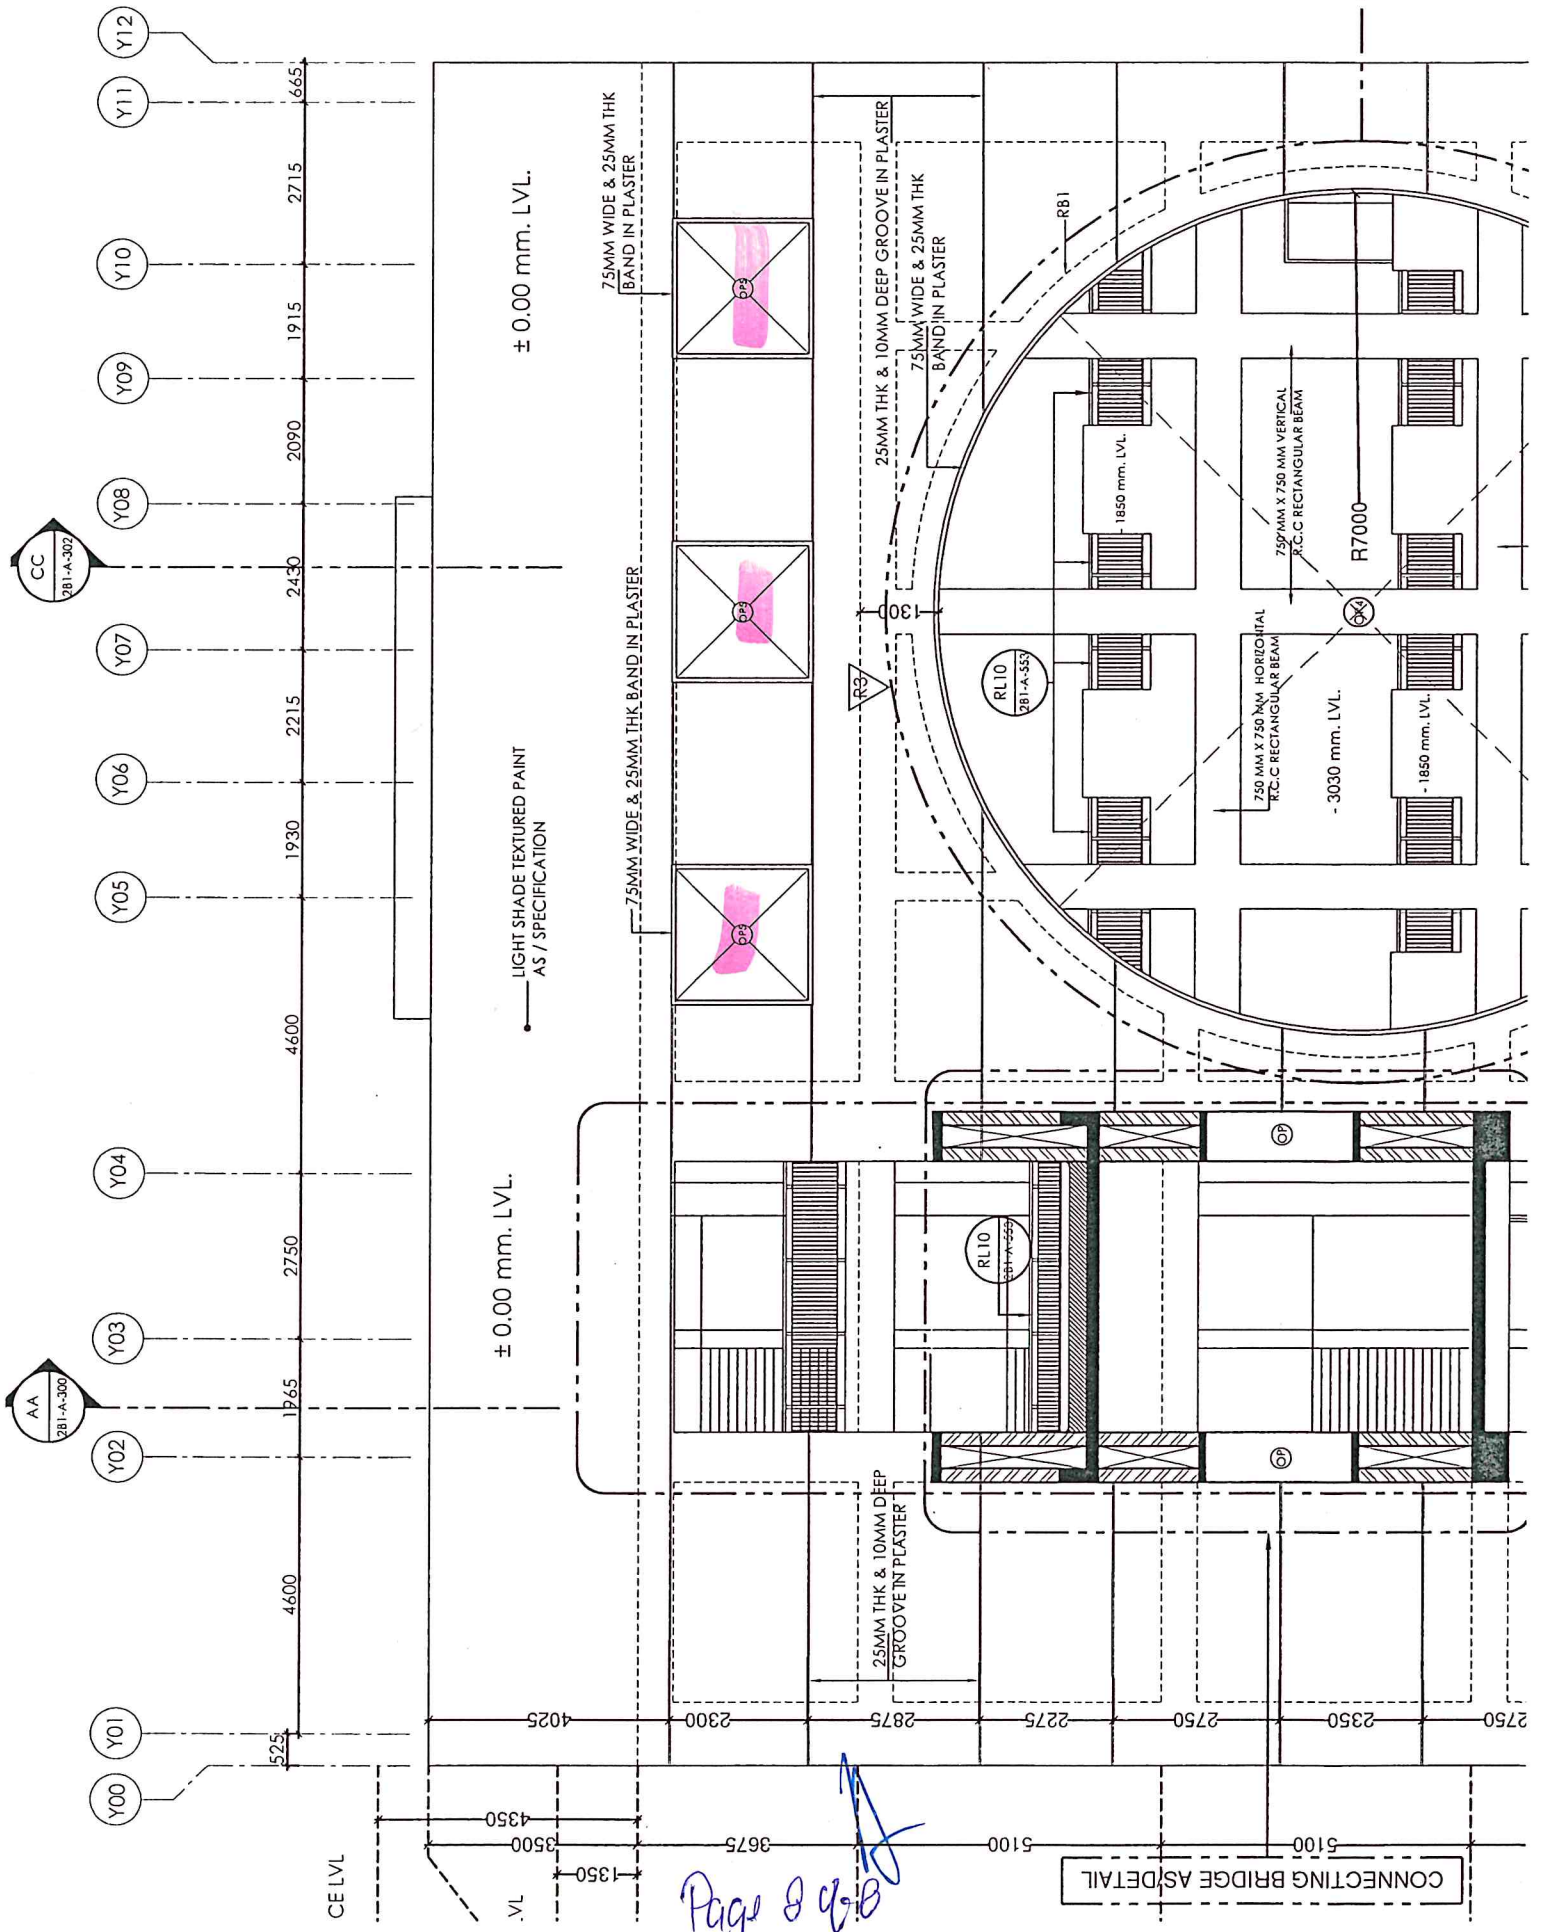 Y00
Y01
Y02
Y03
Y04
Y05
Y06
Y07
Y08
Y09
Y10
Y11
Y12
525
4600
1965
2750
4600
1930
2215
2430
2090
1915
2715
665
AA
2B1-A-300
CC
2B1-A-302
± 0.00 mm. LVL.
± 0.00 mm. LVL.
LIGHT SHADE TEXTURED PAINT
AS / SPECIFICATION
75MM WIDE & 25MM THK
BAND IN PLASTER
75MM WIDE & 25MM THK BAND IN PLASTER
OP5
OP5
OP5
25MM THK & 10MM DEEP GROOVE IN PLASTER
75MM WIDE & 25MM THK
BAND IN PLASTER
RB1
R3
1300
RL10
2B1-A-553
- 1850 mm. LVL.
750 MM X 750 MM VERTICAL
R.C.C RECTANGULAR BEAM
R7000
750 MM X 750 MM HORIZONTAL
R.C.C RECTANGULAR BEAM
- 3030 mm. LVL.
- 1850 mm. LVL.
RL10
2B1-A-553
OP
OP
25MM THK & 10MM DEEP
GROOVE IN PLASTER
4025
2300
2875
2275
2750
2350
2750
4350
3500
1350
3675
5100
5100
CE LVL
VL
CONNECTING BRIDGE AS/DETAIL
Page 8 of 8